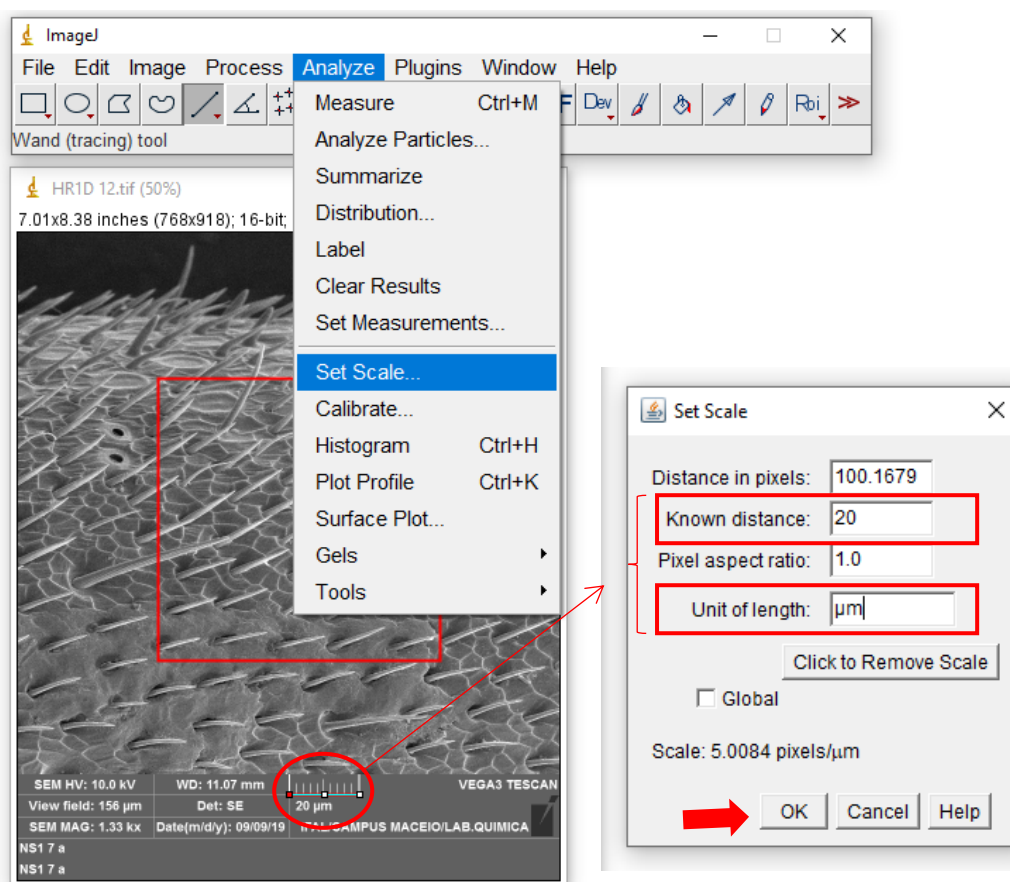 ImageJ
File Edit Image Process Analyze Plugins Window Help
Dev Roi >>
Wand (tracing) tool
Measure Ctrl+M
Analyze Particles...
Summarize
Distribution...
Label
Clear Results
Set Measurements...
Set Scale...
Calibrate...
Histogram Ctrl+H
Plot Profile Ctrl+K
Surface Plot...
Gels
Tools
HR1D 12.tif (50%)
7.01x8.38 inches (768x918); 16-bit;
SEM HV: 10.0 kV WD: 11.07 mm VEGA3 TESCAN
View field: 156 µm Det: SE 20 µm
SEM MAG: 1.33 kx Date(m/d/y): 09/09/19 IFAL/CAMPUS MACEIO/LAB.QUIMICA
NS1 7 a
NS1 7 a
Set Scale
Distance in pixels: 100.1679
Known distance: 20
Pixel aspect ratio: 1.0
Unit of length: µm
Click to Remove Scale
Global
Scale: 5.0084 pixels/µm
OK Cancel Help